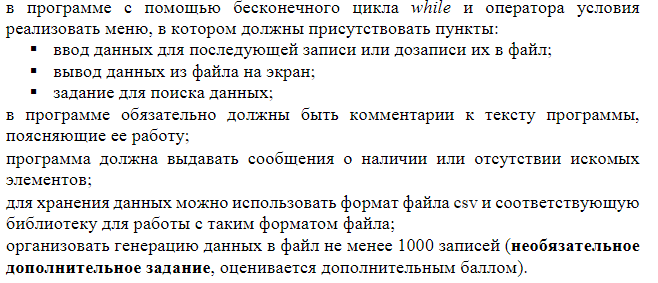 в программе с помощью бесконечного цикла while и оператора условия
реализовать меню, в котором должны присутствовать пункты:
▪ ввод данных для последующей записи или дозаписи их в файл;
▪ вывод данных из файла на экран;
▪ задание для поиска данных;
в программе обязательно должны быть комментарии к тексту программы,
поясняющие ее работу;
программа должна выдавать сообщения о наличии или отсутствии искомых
элементов;
для хранения данных можно использовать формат файла csv и соответствующую
библиотеку для работы с таким форматом файла;
организовать генерацию данных в файл не менее 1000 записей (необязательное
дополнительное задание, оценивается дополнительным баллом).